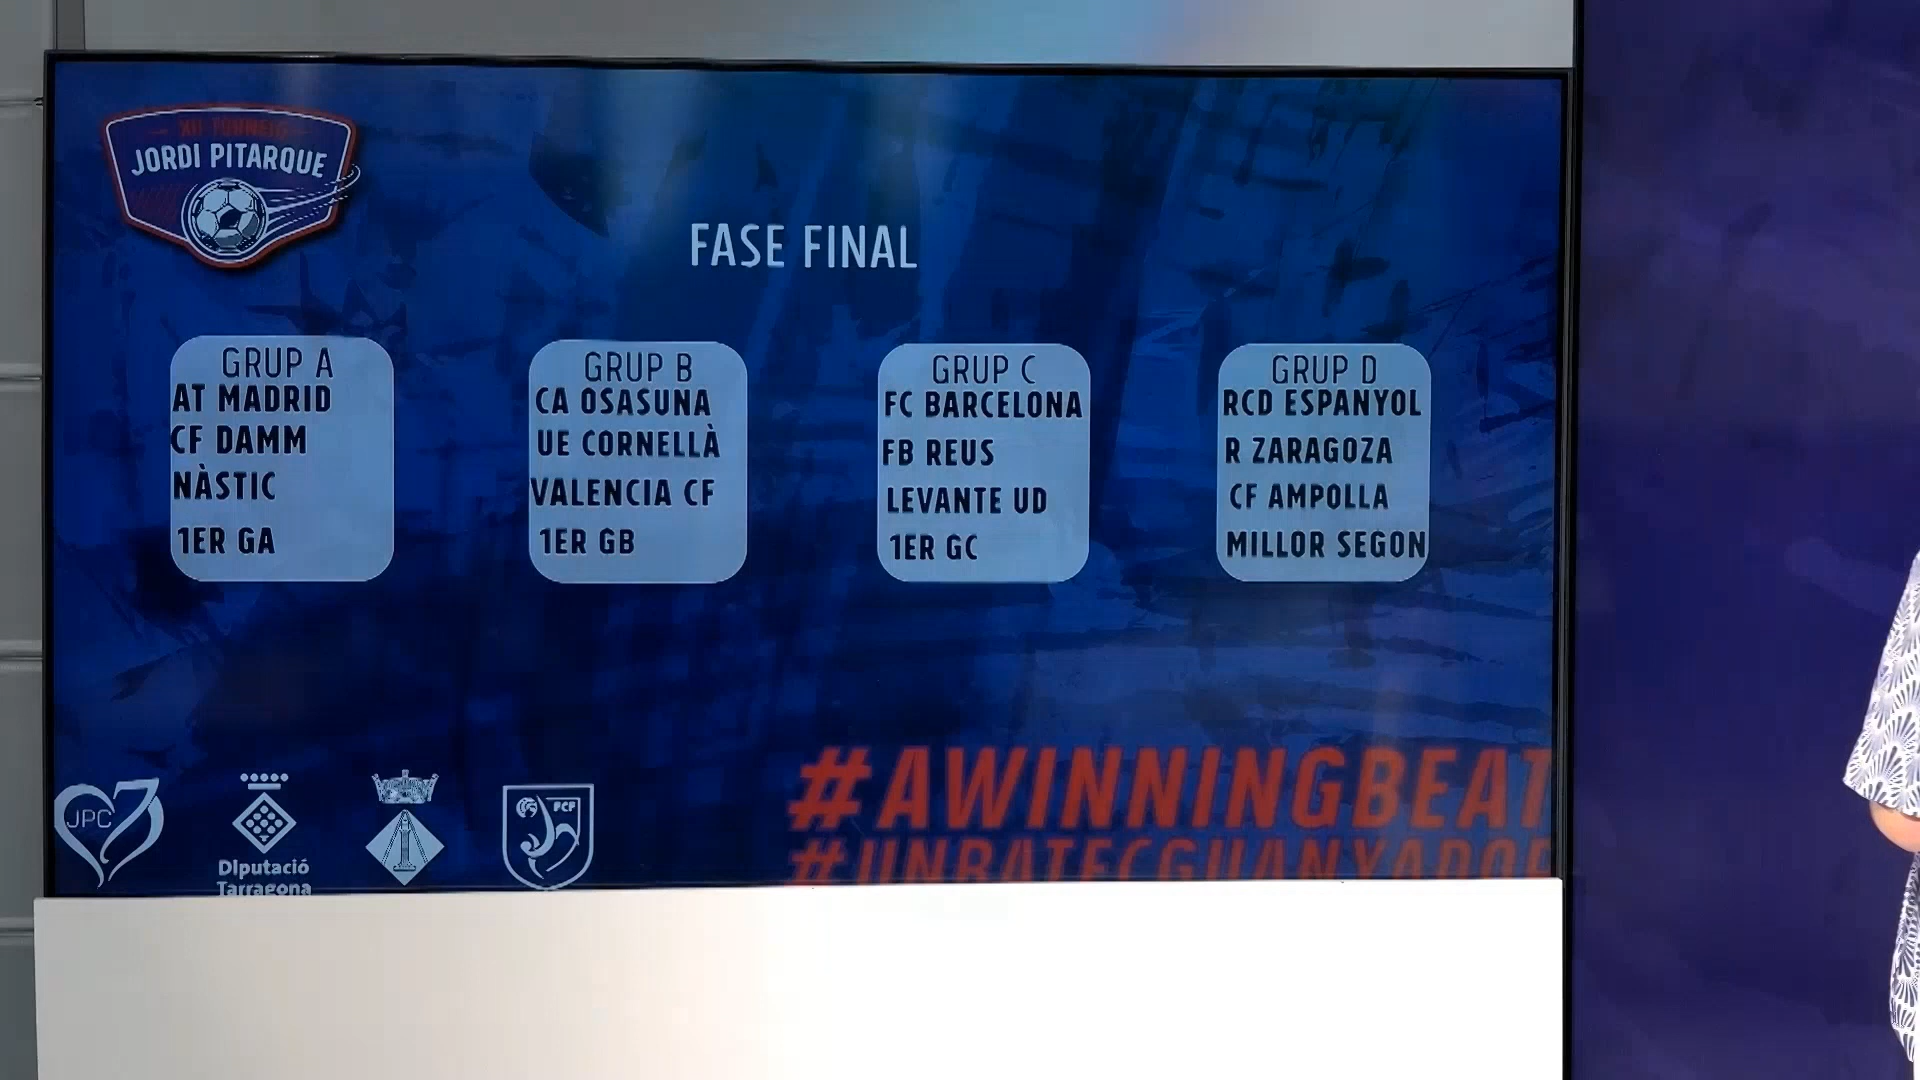 XII TORNEIG
JORDI PITARQUE
FASE FINAL
GRUP A
AT MADRID
CF DAMM
NÀSTIC
1ER GA
GRUP B
CA OSASUNA
UE CORNELLÀ
VALENCIA CF
1ER GB
GRUP C
FC BARCELONA
FB REUS
LEVANTE UD
1ER GC
GRUP D
RCD ESPANYOL
R ZARAGOZA
CF AMPOLLA
MILLOR SEGON
#AWINNINGBEAT
#UNBATECGUANYADOR
JPC
Diputació
Tarragona
FCF